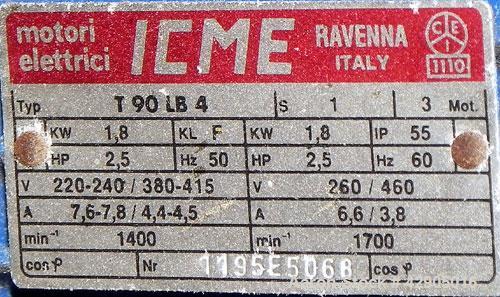 motori elettrici ICME RAVENNA ITALY 1110
Typ T 90 LB 4 S 1 3 Mot.
KW 1,8 KL F KW 1,8 IP 55
HP 2,5 Hz 50 HP 2,5 Hz 60
V 220-240 / 380-415 V 260 / 460
A 7,6-7,8 / 4,4-4,5 A 6,6 / 3,8
min⁻¹ 1400 min⁻¹ 1700
cos φ Nr 1195E5068 cos φ